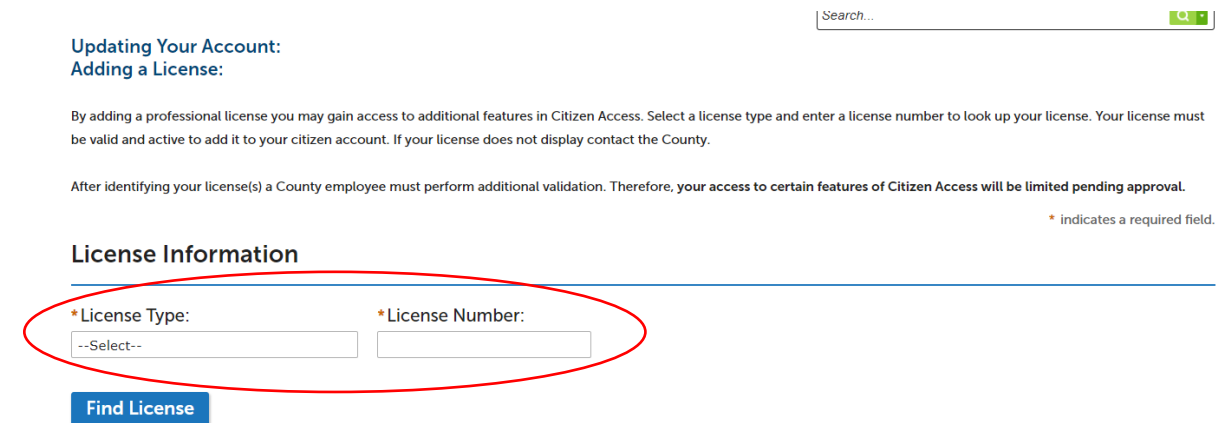 Search...
Updating Your Account:
Adding a License:
By adding a professional license you may gain access to additional features in Citizen Access. Select a license type and enter a license number to look up your license. Your license must
be valid and active to add it to your citizen account. If your license does not display contact the County.
After identifying your license(s) a County employee must perform additional validation. Therefore, your access to certain features of Citizen Access will be limited pending approval.
* indicates a required field.
License Information
*License Type: *License Number:
--Select--
Find License